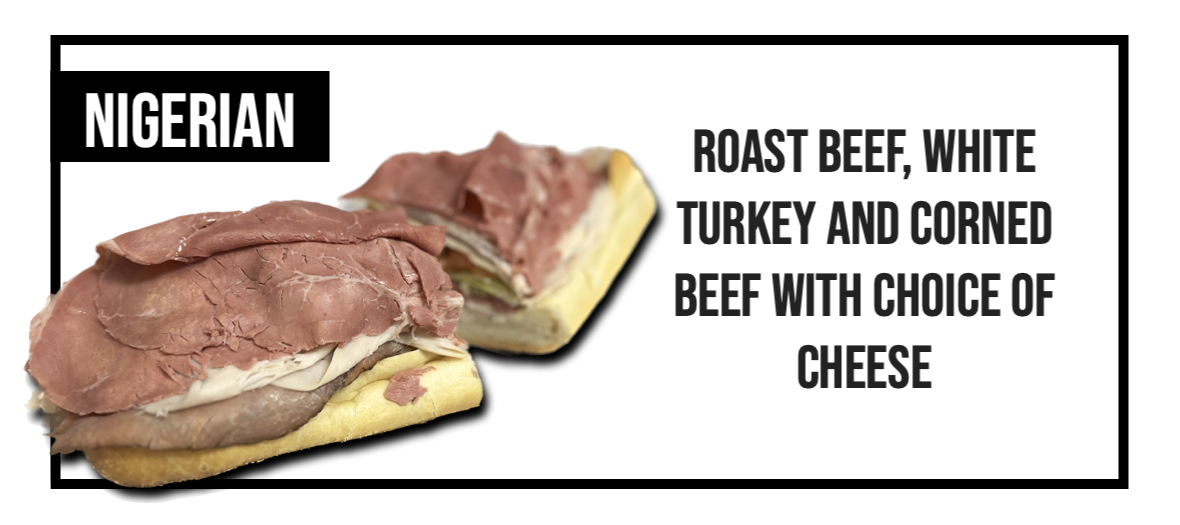 NIGERIAN
ROAST BEEF, WHITE
TURKEY AND CORNED
BEEF WITH CHOICE OF
CHEESE